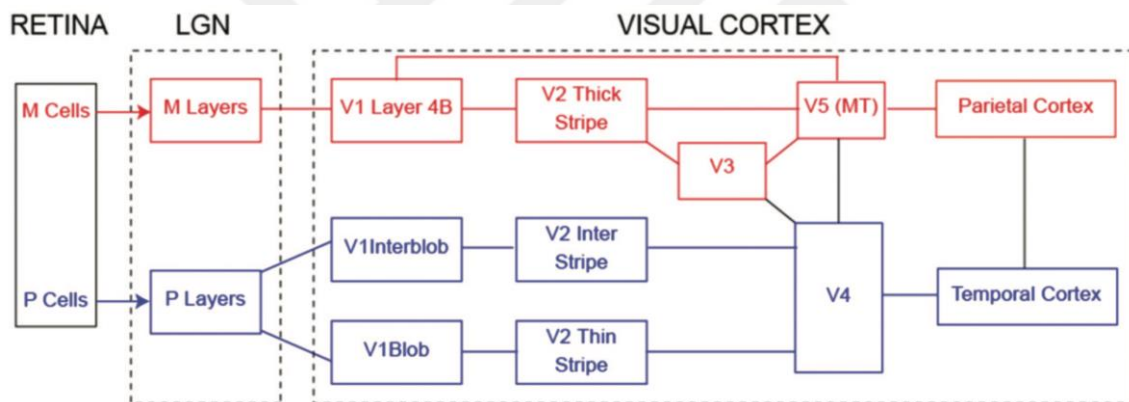 RETINA
LGN
VISUAL CORTEX
M Cells
M Layers
V1 Layer 4B
V2 Thick
Stripe
V5 (MT)
Parietal Cortex
V3
V1Interblob
V2 Inter
Stripe
P Cells
P Layers
V4
Temporal Cortex
V1Blob
V2 Thin
Stripe